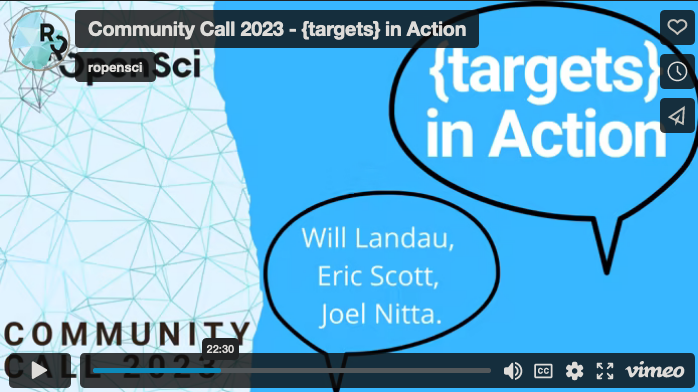 Community Call 2023 - {targets} in Action
ropensci
R
OpenSci
{targets}
in Action
Will Landau,
Eric Scott,
Joel Nitta.
COMMUNITY
CALL 2023
22:30
CC
vimeo